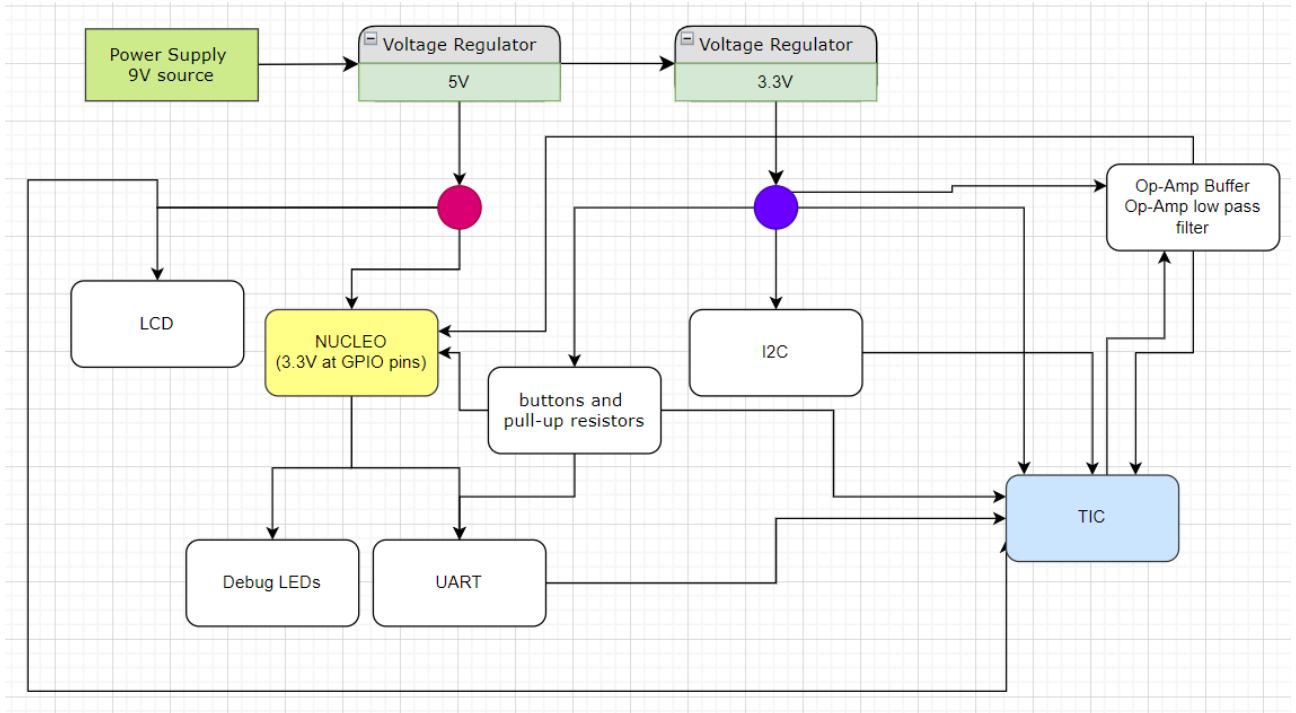 Power Supply
9V source
Voltage Regulator
5V
Voltage Regulator
3.3V
Op-Amp Buffer
Op-Amp low pass
filter
LCD
NUCLEO
(3.3V at GPIO pins)
I2C
buttons and
pull-up resistors
TIC
Debug LEDs
UART